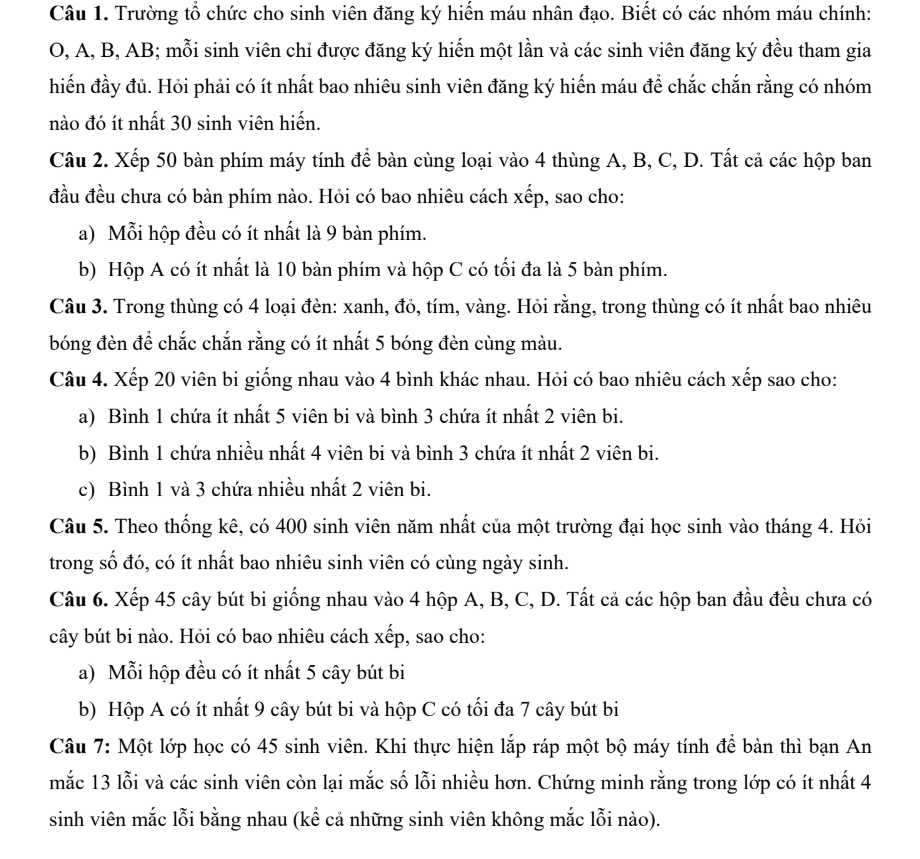 Câu 1. Trường tổ chức cho sinh viên đăng ký hiến máu nhân đạo. Biết có các nhóm máu chính:
O, A, B, AB; mỗi sinh viên chỉ được đăng ký hiến một lần và các sinh viên đăng ký đều tham gia
hiến đầy đủ. Hỏi phải có ít nhất bao nhiêu sinh viên đăng ký hiến máu để chắc chắn rằng có nhóm
nào đó ít nhất 30 sinh viên hiến.
Câu 2. Xếp 50 bàn phím máy tính để bàn cùng loại vào 4 thùng A, B, C, D. Tất cả các hộp ban
đầu đều chưa có bàn phím nào. Hỏi có bao nhiêu cách xếp, sao cho:
a) Mỗi hộp đều có ít nhất là 9 bàn phím.
b) Hộp A có ít nhất là 10 bàn phím và hộp C có tối đa là 5 bàn phím.
Câu 3. Trong thùng có 4 loại đèn: xanh, đỏ, tím, vàng. Hỏi rằng, trong thùng có ít nhất bao nhiêu
bóng đèn để chắc chắn rằng có ít nhất 5 bóng đèn cùng màu.
Câu 4. Xếp 20 viên bi giống nhau vào 4 bình khác nhau. Hỏi có bao nhiêu cách xếp sao cho:
a) Bình 1 chứa ít nhất 5 viên bi và bình 3 chứa ít nhất 2 viên bi.
b) Bình 1 chứa nhiều nhất 4 viên bi và bình 3 chứa ít nhất 2 viên bi.
c) Bình 1 và 3 chứa nhiều nhất 2 viên bi.
Câu 5. Theo thống kê, có 400 sinh viên năm nhất của một trường đại học sinh vào tháng 4. Hỏi
trong số đó, có ít nhất bao nhiêu sinh viên có cùng ngày sinh.
Câu 6. Xếp 45 cây bút bi giống nhau vào 4 hộp A, B, C, D. Tất cả các hộp ban đầu đều chưa có
cây bút bi nào. Hỏi có bao nhiêu cách xếp, sao cho:
a) Mỗi hộp đều có ít nhất 5 cây bút bi
b) Hộp A có ít nhất 9 cây bút bi và hộp C có tối đa 7 cây bút bi
Câu 7: Một lớp học có 45 sinh viên. Khi thực hiện lắp ráp một bộ máy tính để bàn thì bạn An
mắc 13 lỗi và các sinh viên còn lại mắc số lỗi nhiều hơn. Chứng minh rằng trong lớp có ít nhất 4
sinh viên mắc lỗi bằng nhau (kể cả những sinh viên không mắc lỗi nào).